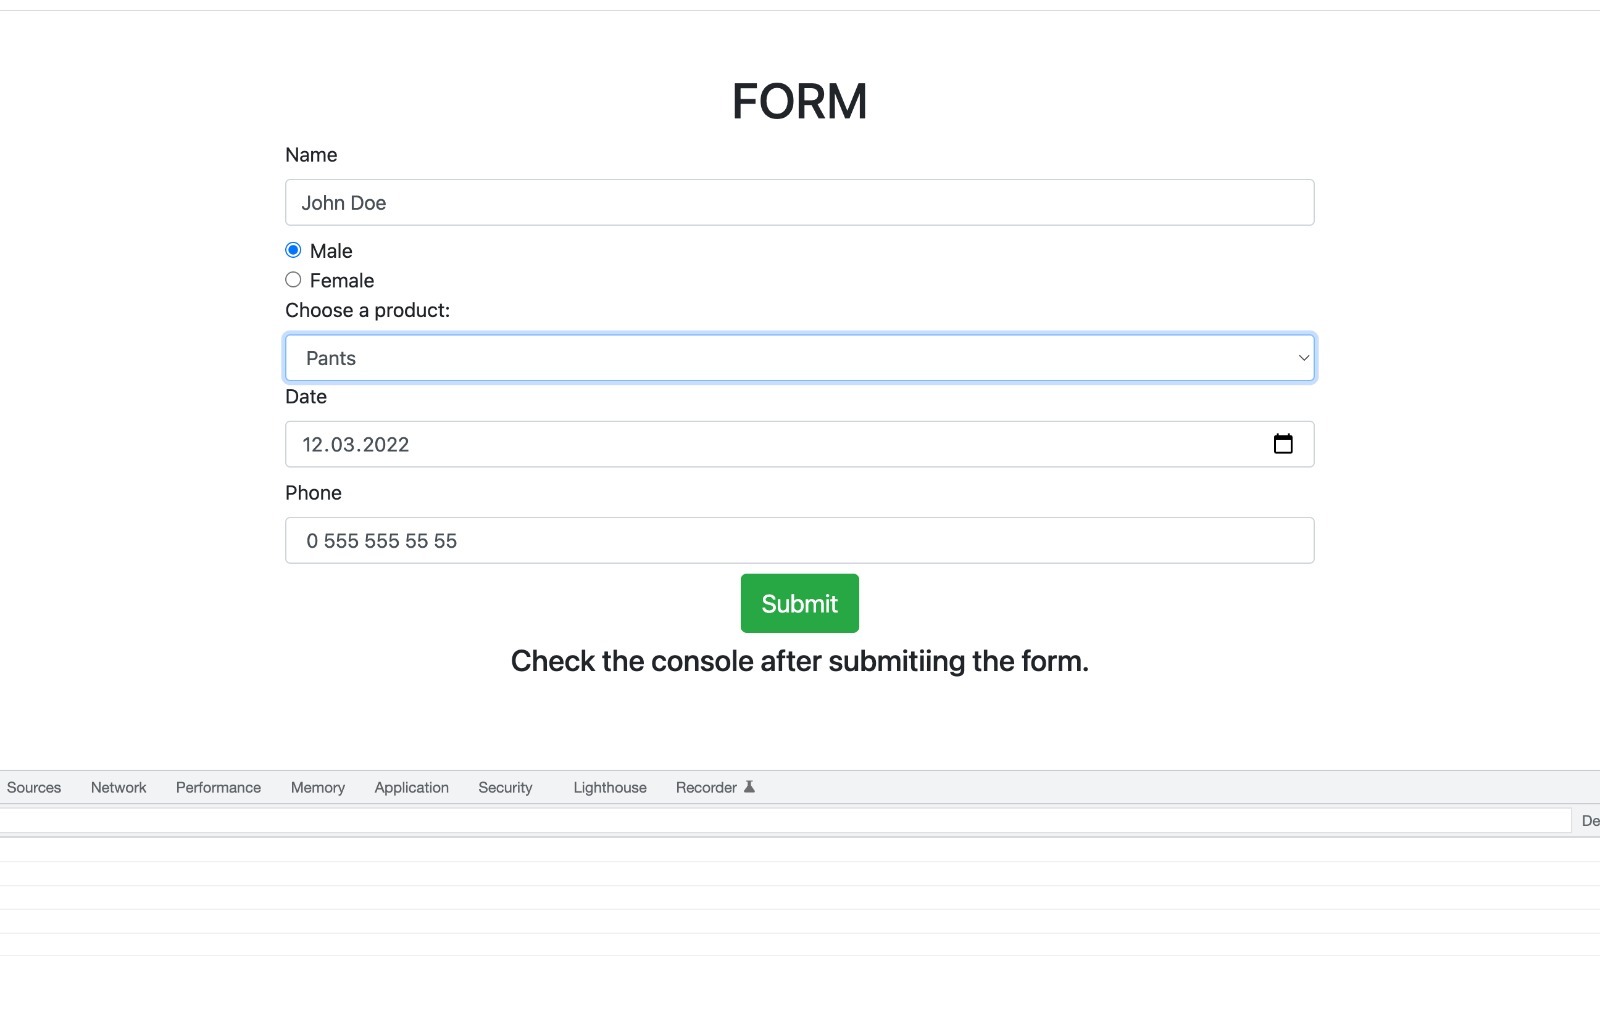 FORM
Name
John Doe
Male
Female
Choose a product:
Pants
Date
12.03.2022
Phone
0 555 555 55 55
Submit
Check the console after submitiing the form.
Sources Network Performance Memory Application Security Lighthouse Recorder
De